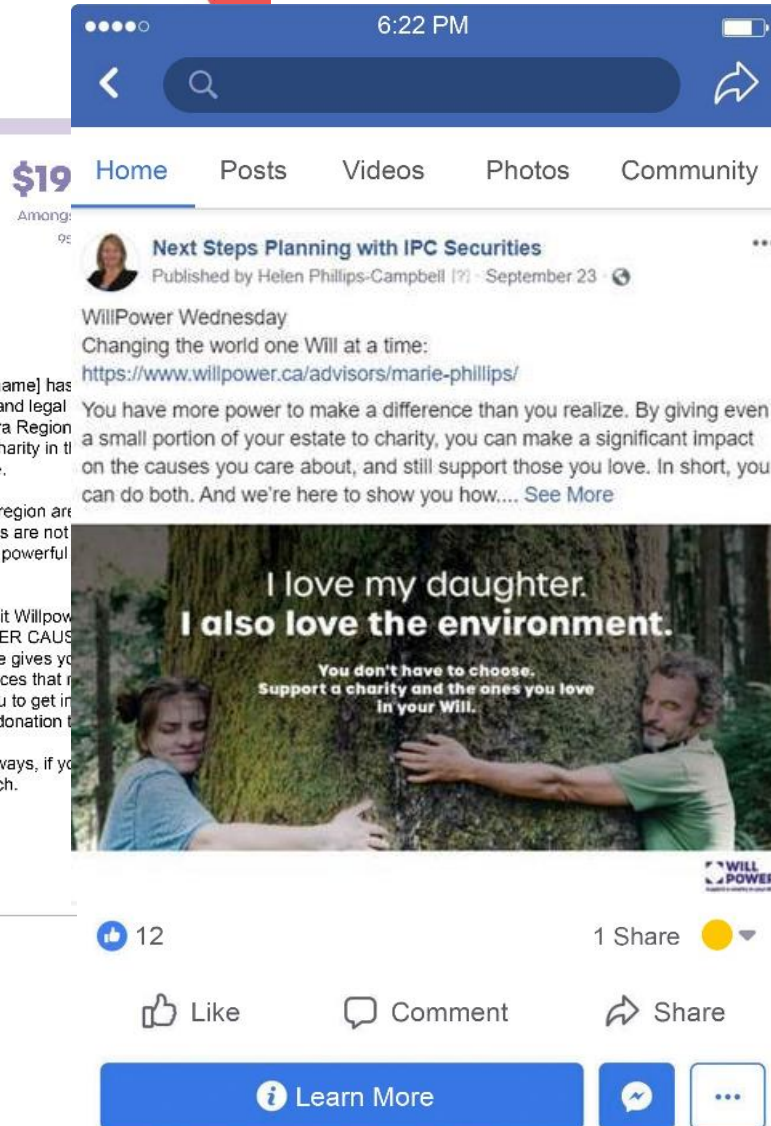 6:22 PM
$19
Among
95
Home Posts Videos Photos Community
Next Steps Planning with IPC Securities
Published by Helen Phillips-Campbell [?] · September 23 ·
WillPower Wednesday
Changing the world one Will at a time:
https://www.willpower.ca/advisors/marie-phillips/
You have more power to make a difference than you realize. By giving even
a small portion of your estate to charity, you can make a significant impact
on the causes you care about, and still support those you love. In short, you
can do both. And we're here to show you how.... See More
ame] has
and legal
a Region
harity in
region are
s are not
powerful
it Willpow
ER CAUS
e gives yo
ces that
u to get in
donation t
ways, if yo
ch.
I love my daughter.
I also love the environment.
You don't have to choose.
Support a charity and the ones you love
in your Will.
WILL
POWER
12
1 Share
Like Comment Share
Learn More